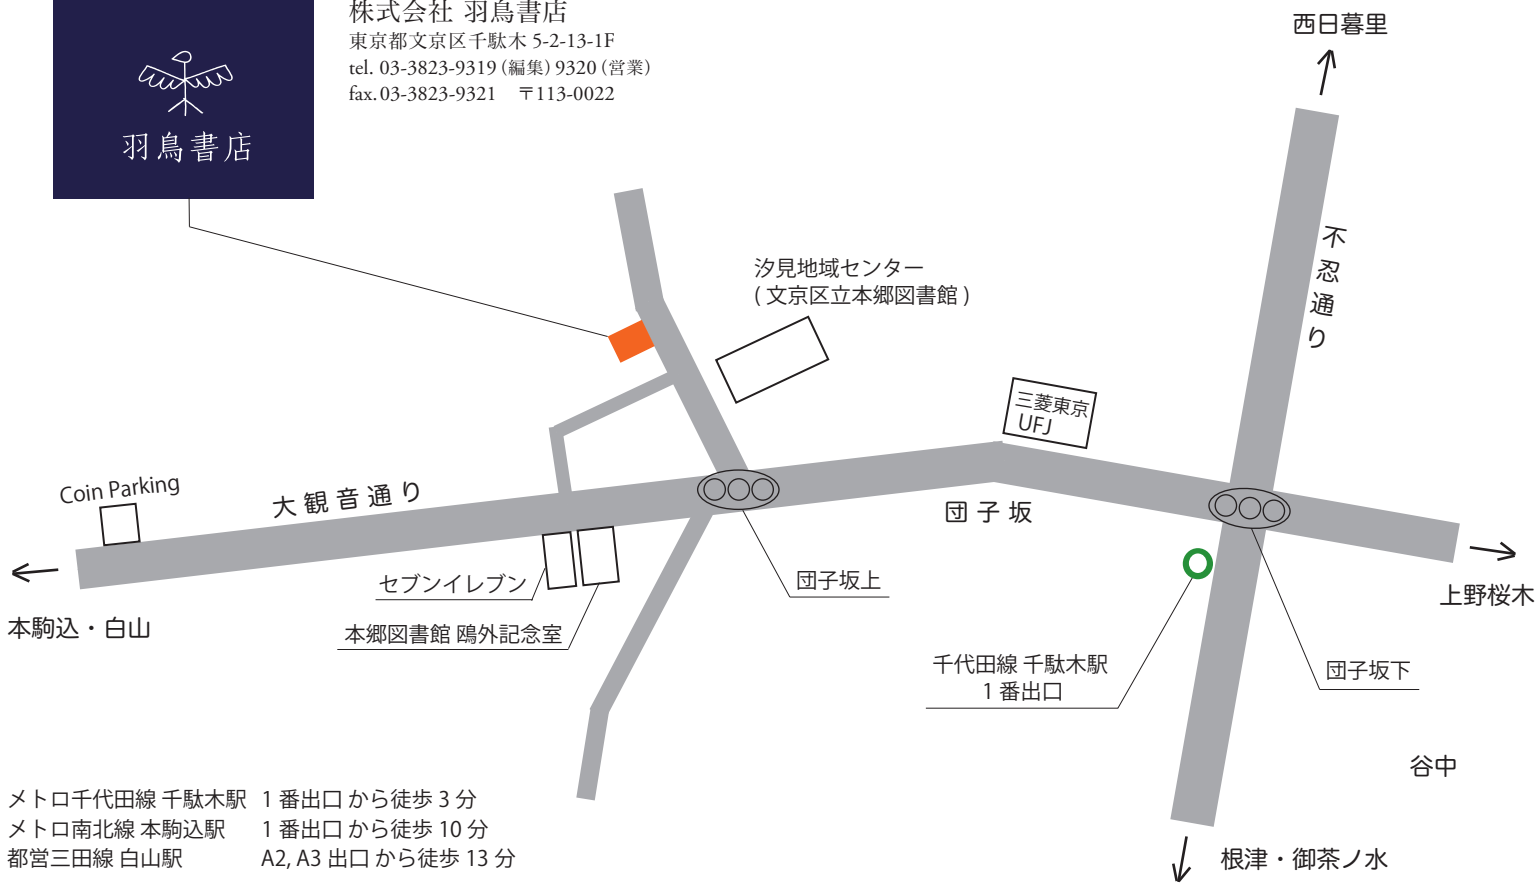 羽鳥書店
株式会社 羽鳥書店
東京都文京区千駄木 5-2-13-1F
tel. 03-3823-9319 (編集) 9320 (営業)
fax.03-3823-9321 〒113-0022
西日暮里
不忍通り
汐見地域センター
( 文京区立本郷図書館 )
三菱東京
UFJ
Coin Parking
大観音通り
団子坂
セブンイレブン
団子坂上
本駒込・白山
本郷図書館 鴎外記念室
上野桜木
千代田線 千駄木駅
1 番出口
団子坂下
谷中
メトロ千代田線 千駄木駅 1 番出口 から徒歩 3 分
メトロ南北線 本駒込駅 1 番出口 から徒歩 10 分
都営三田線 白山駅 A2, A3 出口 から徒歩 13 分
根津・御茶ノ水